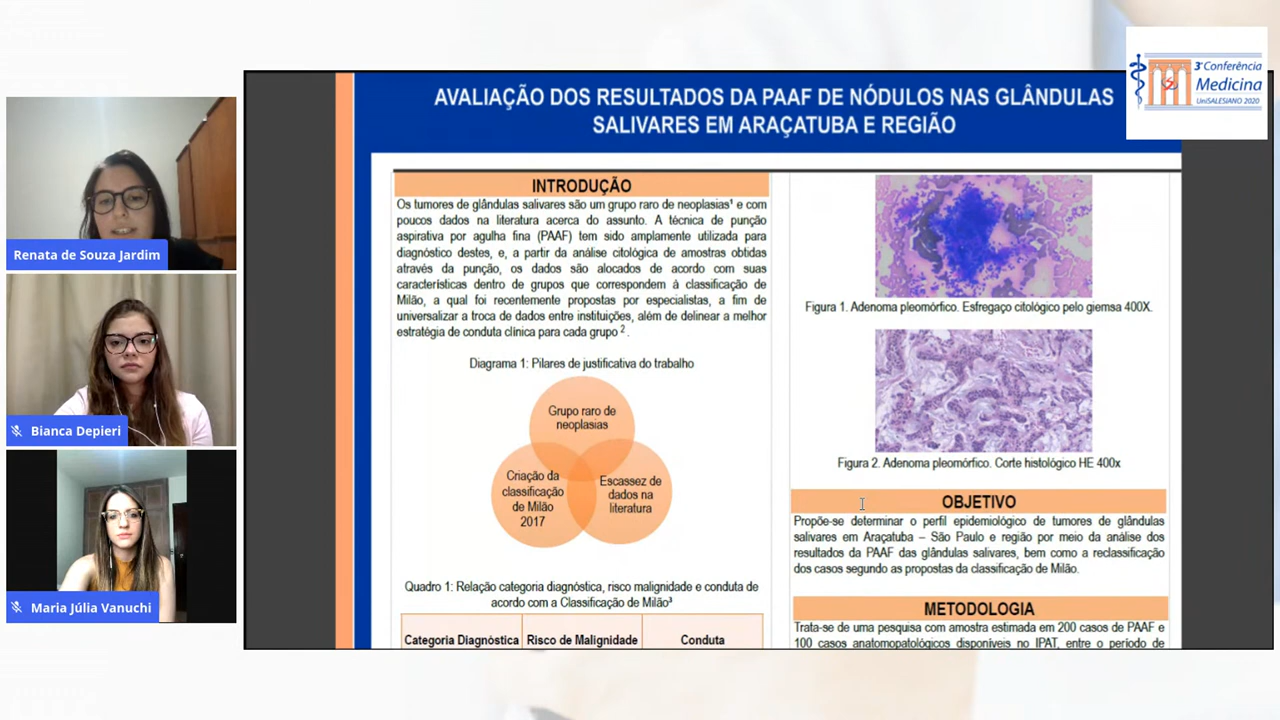 3ª Conferência
Medicina
UniSALESIANO 2020
AVALIAÇÃO DOS RESULTADOS DA PAAF DE NÓDULOS NAS GLÂNDULAS
SALIVARES EM ARAÇATUBA E REGIÃO
Renata de Souza Jardim
Bianca Depieri
Maria Júlia Vanuchi
INTRODUÇÃO
Os tumores de glândulas salivares são um grupo raro de neoplasias¹ e com
poucos dados na literatura acerca do assunto. A técnica de punção
aspirativa por agulha fina (PAAF) tem sido amplamente utilizada para
diagnóstico destes, e, a partir da análise citológica de amostras obtidas
através da punção, os dados são alocados de acordo com suas
características dentro de grupos que correspondem à classificação de
Milão, a qual foi recentemente propostas por especialistas, a fim de
universalizar a troca de dados entre instituições, além de delinear a melhor
estratégia de conduta clínica para cada grupo ².
Diagrama 1: Pilares de justificativa do trabalho
Grupo raro de
neoplasias
Criação da
classificação
de Milão
2017
Escassez de
dados na
literatura
Quadro 1: Relação categoria diagnóstica, risco malignidade e conduta de
acordo com a Classificação de Milão³
Categoria Diagnóstica Risco de Malignidade Conduta
Figura 1. Adenoma pleomórfico. Esfregaço citológico pelo giemsa 400X.
Figura 2. Adenoma pleomórfico. Corte histológico HE 400x
OBJETIVO
Propõe-se determinar o perfil epidemiológico de tumores de glândulas
salivares em Araçatuba – São Paulo e região por meio da análise dos
resultados da PAAF das glândulas salivares, bem como a reclassificação
dos casos segundo as propostas da classificação de Milão.
METODOLOGIA
Trata-se de uma pesquisa com amostra estimada em 200 casos de PAAF e
100 casos anatomopatológicos disponíveis no IPAT, entre o período de